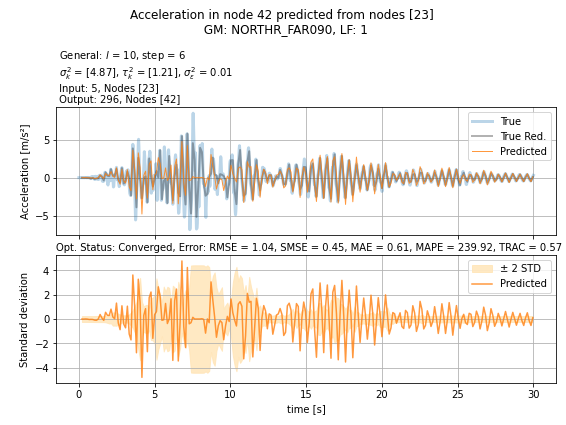 Acceleration in node 42 predicted from nodes [23]
GM: NORTHR_FAR090, LF: 1
General: l = 10, step = 6
σ²ₖ = [4.87], τ²ₖ = [1.21], σ²ε = 0.01
Input: 5, Nodes [23]
Output: 296, Nodes [42]
Acceleration [m/s²]
5
0
−5
True
True Red.
Predicted
Opt. Status: Converged, Error: RMSE = 1.04, SMSE = 0.45, MAE = 0.61, MAPE = 239.92, TRAC = 0.57
Standard deviation
4
2
0
−2
−4
± 2 STD
Predicted
0 5 10 15 20 25 30
time [s]